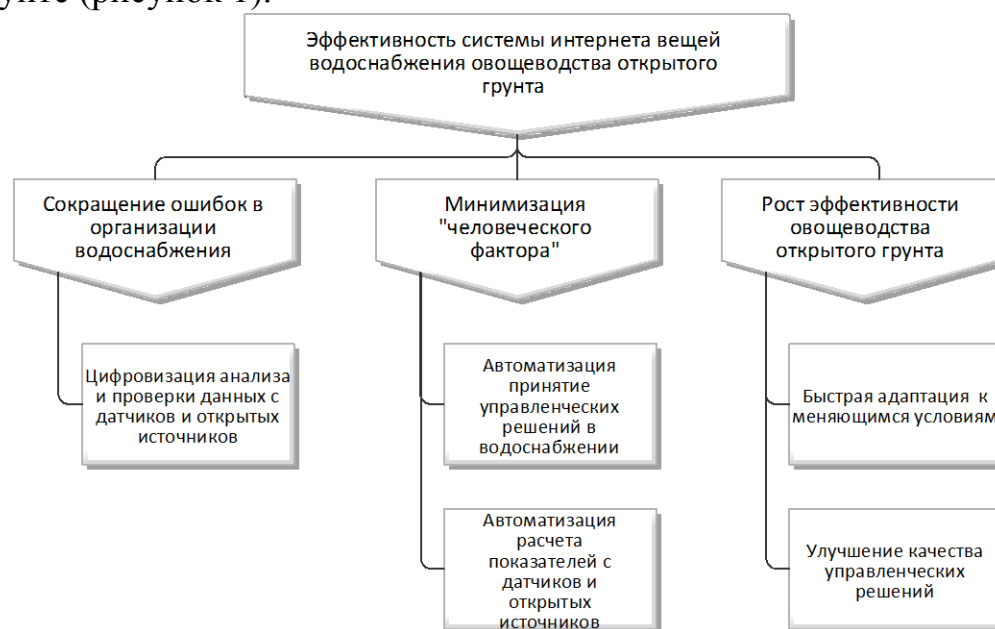 унте (рисунок 1).
Эффективность системы интернета вещей
водоснабжения овощеводства открытого
грунта
Сокращение ошибок в
организации
водоснабжения
Минимизация
"человеческого
фактора"
Рост эффективности
овощеводства
открытого грунта
Цифровизация анализа
и проверки данных с
датчиков и открытых
источников
Автоматизация
принятие
управленческих
решений в
водоснабжении
Быстрая адаптация к
меняющимся условиям
Автоматизация
расчета
показателей с
датчиков и
открытых
источников
Улучшение качества
управленческих
решений